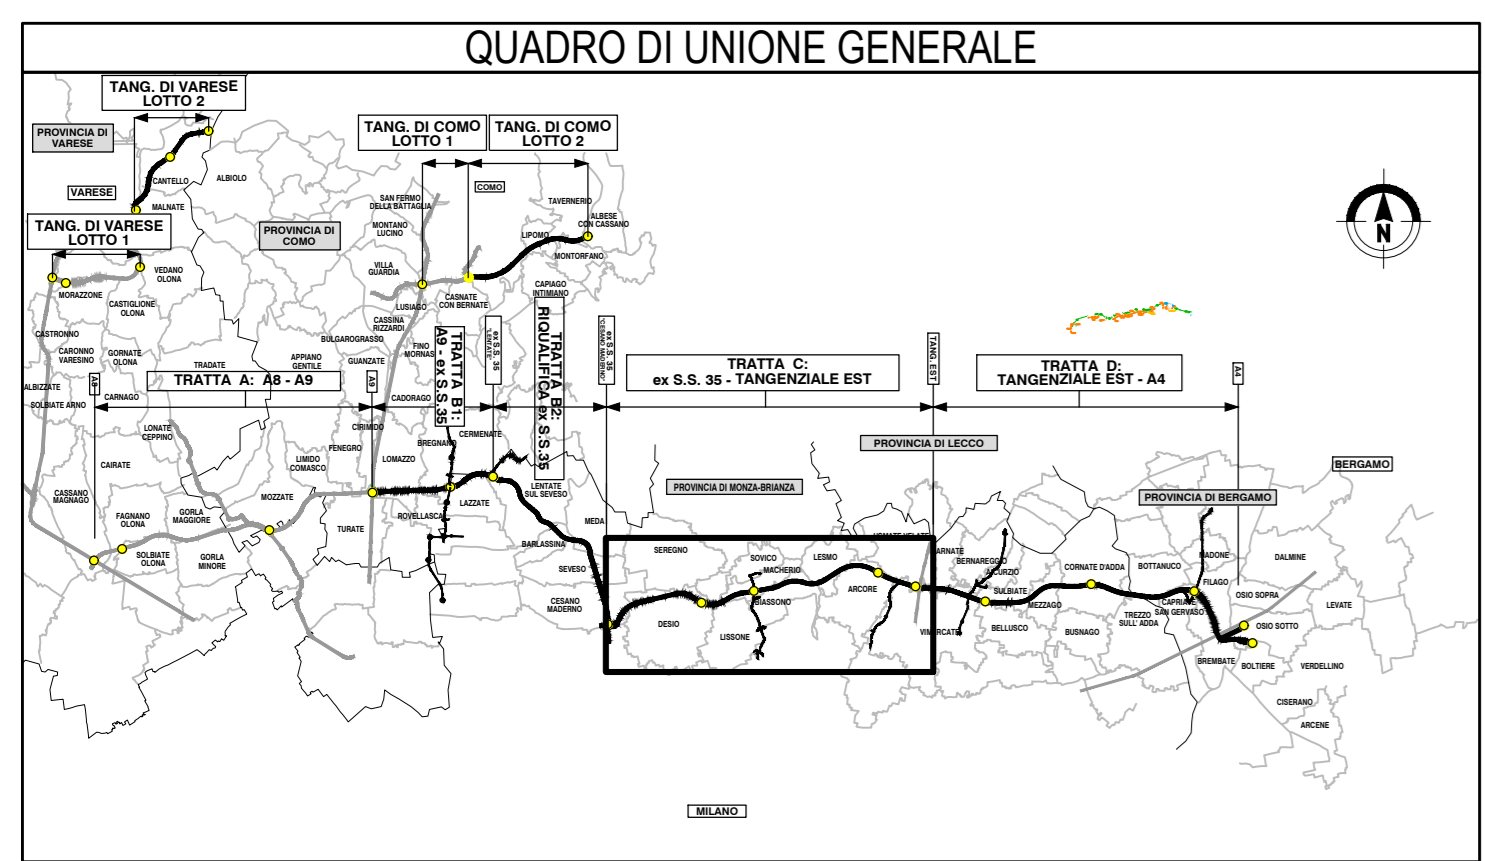 QUADRO DI UNIONE GENERALE
TANG. DI VARESE
LOTTO 2
PROVINCIA DI
VARESE
VARESE
CANTELLO
ALBIOLO
MALNATE
TANG. DI VARESE
LOTTO 1
PROVINCIA DI
COMO
TANG. DI COMO
LOTTO 1
TANG. DI COMO
LOTTO 2
COMO
SAN FERMO
DELLA BATTAGLIA
MONTANO
LUCINO
VILLA
GUARDIA
TAVERNERIO
ALBESE
CON CASSANO
LIPOMO
MONTORFANO
CAPIAGO
INTIMIANO
CASNATE
CON BERNATE
LUSIAGO
CASSINA
RIZZARDI
BULGAROGRASSO
FINO
MORNAS
GUANZATE
APPIANO
GENTILE
TRADATE
VEDANO
OLONA
MORAZZONE
CASTIGLIONE
OLONA
CASTRONNO
CARONNO
VARESINO
GORNATE
OLONA
ALBIZZATE
SOLBIATE ARNO
CARNAGO
A8
TRATTA A: A8 - A9
A9
CADORAGO
TRATTA B1:
A9 - ex S.S.35
ex S.S. 35
"LENTATE"
TRATTA B2:
RIQUALIFICA ex S.S.35
ex S.S. 35
"CESANO MADERNO"
TRATTA C:
ex S.S. 35 - TANGENZIALE EST
TANG. EST
TRATTA D:
TANGENZIALE EST - A4
A4
N
LONATE
CEPPINO
CIRIMIDO
FENEGRO
LIMIDO
COMASCO
LOMAZZO
BREGNANO
CERMENATE
CAIRATE
CASSANO
MAGNAGO
FAGNANO
OLONA
GORLA
MAGGIORE
MOZZATE
SOLBIATE
OLONA
GORLA
MINORE
TURATE
ROVELLASCA
LAZZATE
LENTATE
SUL SEVESO
MEDA
BARLASSINA
SEVESO
CESANO
MADERNO
PROVINCIA DI LECCO
PROVINCIA DI MONZA-BRIANZA
PROVINCIA DI BERGAMO
BERGAMO
SEREGNO
SOVICO
MACHERIO
LESMO
BIASSONO
ARCORE
DESIO
LISSONE
BERNAREGGIO
SULBIATE
MEZZAGO
VIMERCATE
BELLUSCO
BUSNAGO
CORNATE D'ADDA
BOTTANUCO
TREZZO
SULL' ADDA
MADONE
FILAGO
CAPRIATE
SAN GERVASO
DALMINE
OSIO SOPRA
OSIO SOTTO
LEVATE
BREMBATE
BOLTIERE
VERDELLINO
CISERANO
ARCENE
MILANO